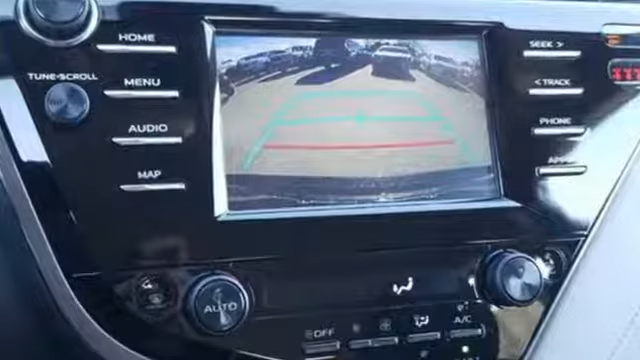 HOME
TUNE•SCROLL
MENU
AUDIO
MAP
SEEK >
< TRACK
PHONE
AUTO
OFF
A/C